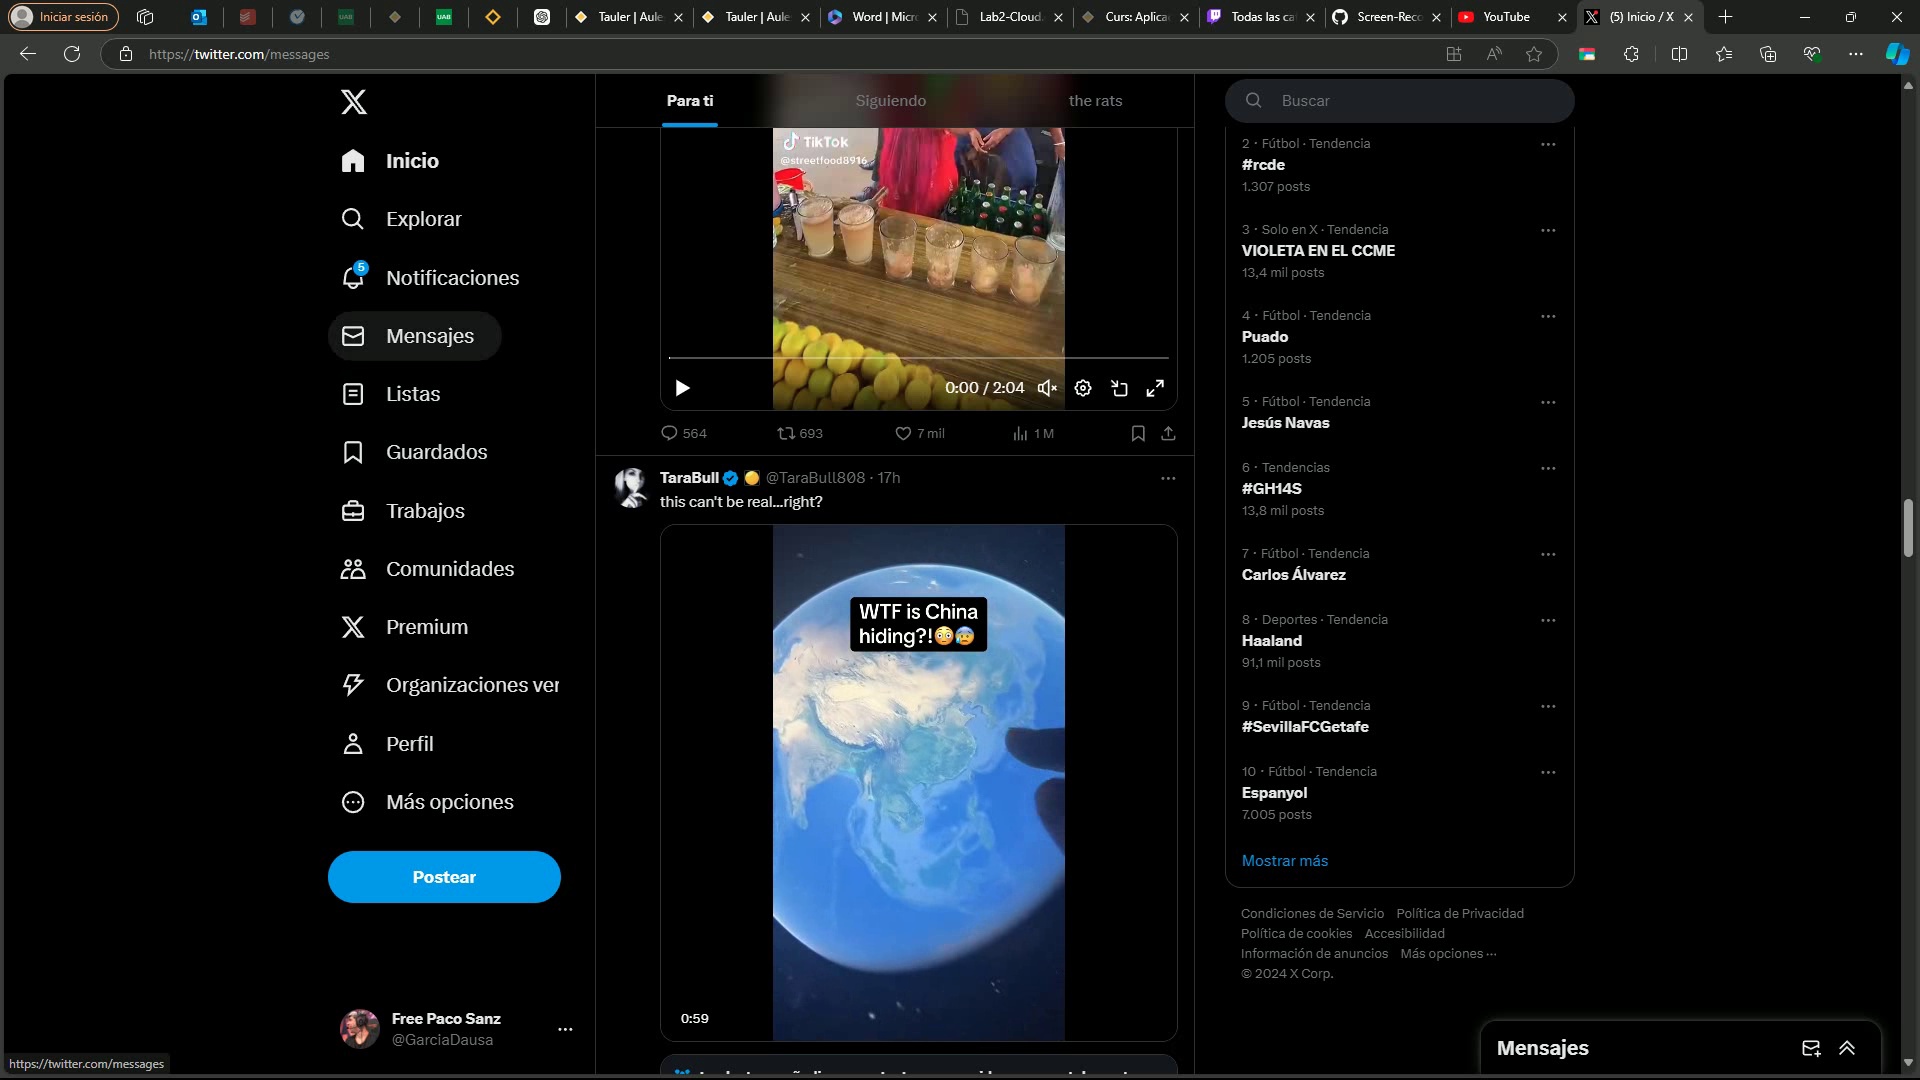 Iniciar sesión
Tauler | Aule
Tauler | Aule
Word | Micr
Lab2-Cloud.
Curs: Aplica
Todas las ca
Screen-Rec
YouTube
(5) Inicio / X
https://twitter.com/messages
Inicio
Explorar
5
Notificaciones
Mensajes
Listas
Guardados
Trabajos
Comunidades
Premium
Organizaciones ver
Perfil
Más opciones
Postear
Free Paco Sanz
@GarciaDausa
https://twitter.com/messages
Para ti
Siguiendo
the rats
TikTok
@streetfood8916
0:00 / 2:04
564
693
7 mil
1 M
TaraBull @TaraBull808 · 17h
this can't be real...right?
WTF is China
hiding?!😳😰
0:59
Buscar
2 · Fútbol · Tendencia
#rcde
1.307 posts
3 · Solo en X · Tendencia
VIOLETA EN EL CCME
13,4 mil posts
4 · Fútbol · Tendencia
Puado
1.205 posts
5 · Fútbol · Tendencia
Jesús Navas
6 · Tendencias
#GH14S
13,8 mil posts
7 · Fútbol · Tendencia
Carlos Álvarez
8 · Deportes · Tendencia
Haaland
91,1 mil posts
9 · Fútbol · Tendencia
#SevillaFCGetafe
10 · Fútbol · Tendencia
Espanyol
7.005 posts
Mostrar más
Condiciones de Servicio Política de Privacidad
Política de cookies Accesibilidad
Información de anuncios Más opciones ···
© 2024 X Corp.
Mensajes